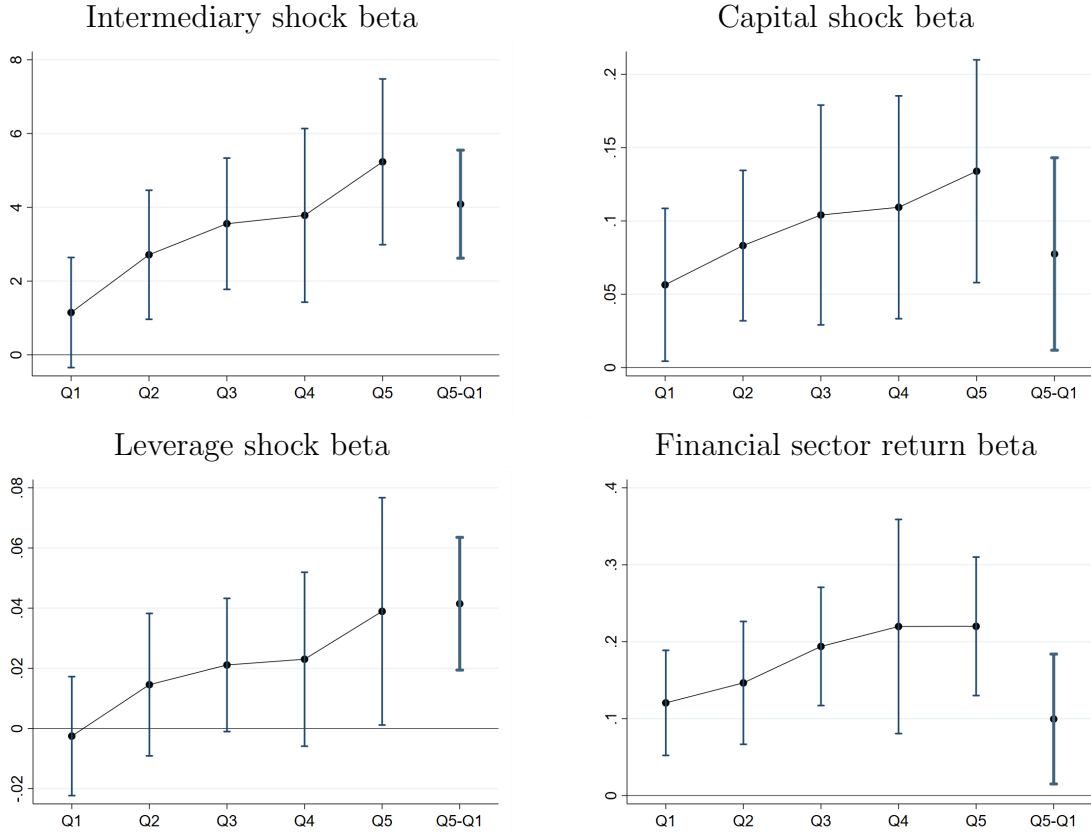 Intermediary shock beta
8
6
4
2
0
Q1 Q2 Q3 Q4 Q5 Q5-Q1
Capital shock beta
.2
.15
.1
.05
0
Q1 Q2 Q3 Q4 Q5 Q5-Q1
Leverage shock beta
.08
.06
.04
.02
0
-.02
Q1 Q2 Q3 Q4 Q5 Q5-Q1
Financial sector return beta
.4
.3
.2
.1
0
Q1 Q2 Q3 Q4 Q5 Q5-Q1